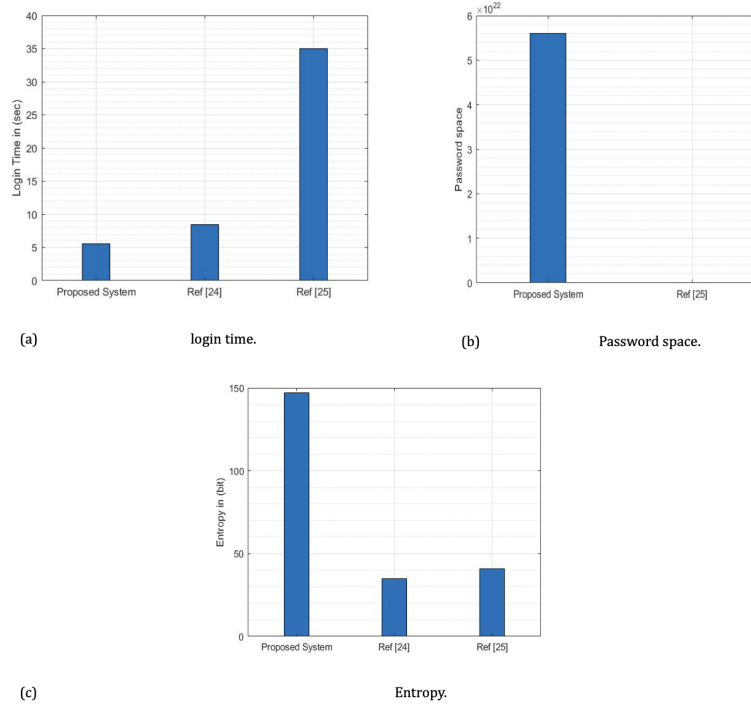 40
35
30
25
20
15
10
5
0
Login Time in (sec)
Proposed System Ref [24] Ref [25]
(a) login time.
×10^22
6
5
4
3
2
1
0
Password space
Proposed System Ref [25]
(b) Password space.
150
100
50
0
Entropy in (bit)
Proposed System Ref [24] Ref [25]
(c) Entropy.